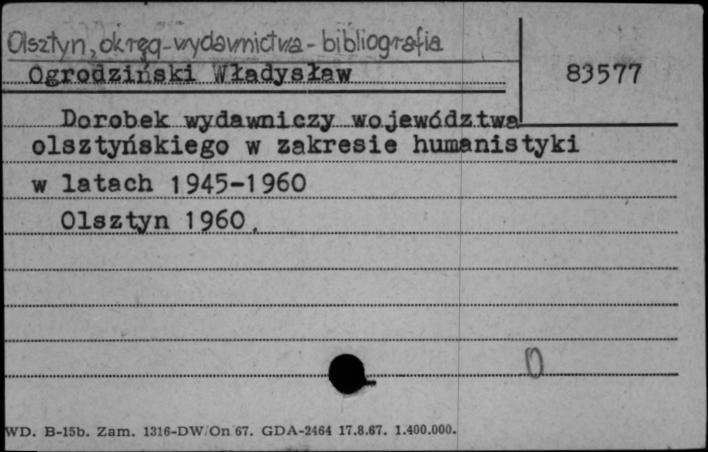 Olsztyn, okręg-wydawnictwa-bibliografia
Ogrodziński Władysław
83577
Dorobek wydawniczy województwa
olsztyńskiego w zakresie humanistyki
w latach 1945-1960
Olsztyn 1960.
0
WD. B-15b. Zam. 1316-DW/On 67. GDA-2464 17.8.67. 1.400.000.